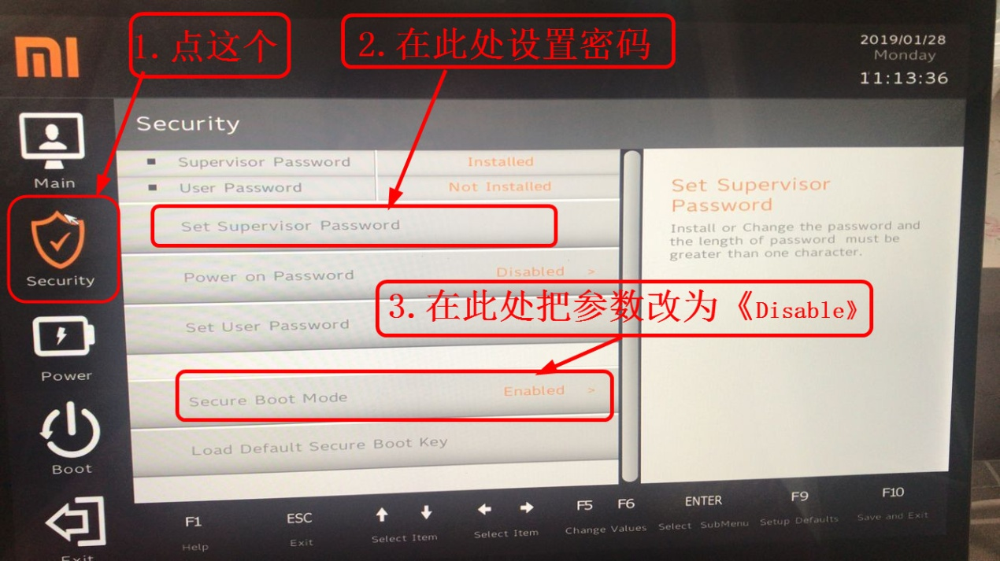 mi
1.点这个
2.在此处设置密码
2019/01/28
Monday
11:13:36
Security
Main
Security
Power
Boot
Exit
Supervisor Password Installed
User Password Not Installed
Set Supervisor Password
Power on Password Disabled >
3.在此处把参数改为《Disable》
Set User Password
Secure Boot Mode Enabled >
Load Default Secure Boot Key
Set Supervisor
Password
Install or Change the password and
the length of password must be
greater than one character.
F1 ESC F5 F6 ENTER F9 F10
Help Exit Select Item Select Item Change Values Select SubMenu Setup Defaults Save and Exit